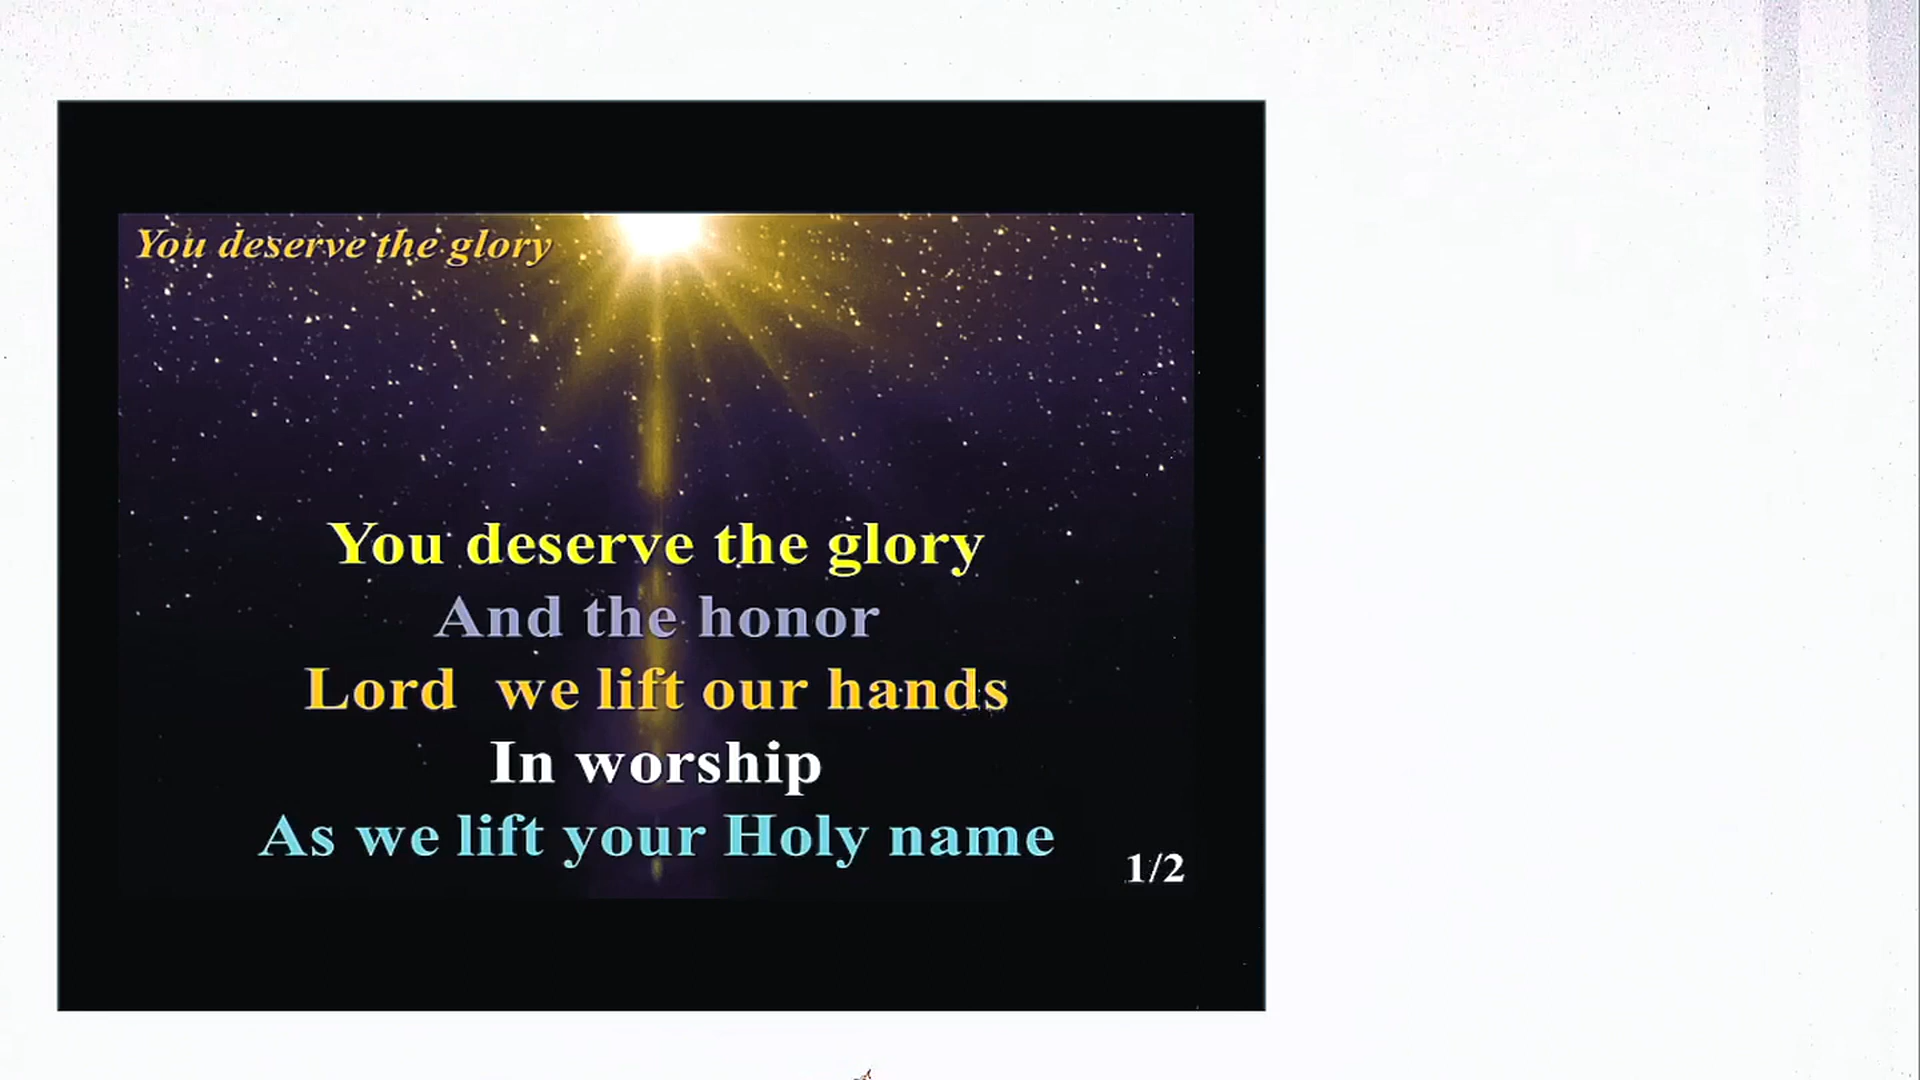 You deserve the glory
You deserve the glory
And the honor
Lord we lift our hands
In worship
As we lift your Holy name
1/2